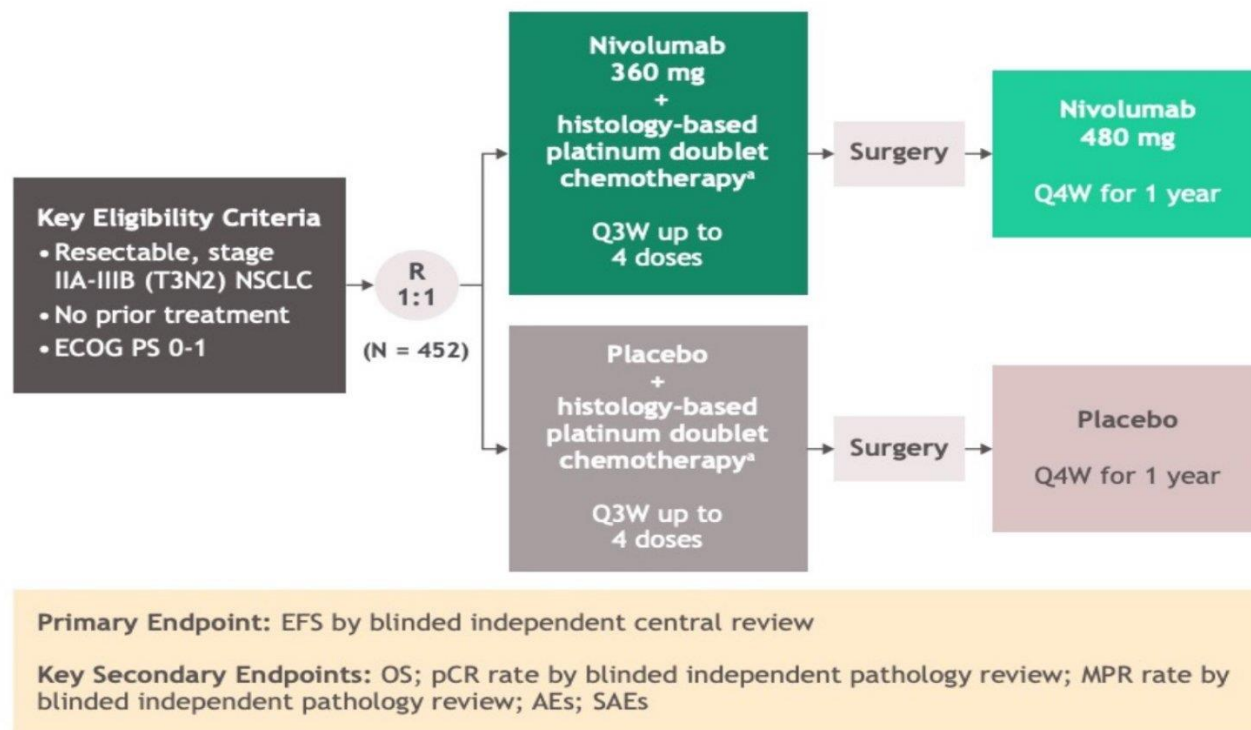 Key Eligibility Criteria
• Resectable, stage
IIA-IIIB (T3N2) NSCLC
• No prior treatment
• ECOG PS 0-1
R
1:1
(N = 452)
Nivolumab
360 mg
+
histology-based
platinum doublet
chemotherapyᵃ
Q3W up to
4 doses
Surgery
Nivolumab
480 mg
Q4W for 1 year
Placebo
+
histology-based
platinum doublet
chemotherapyᵃ
Q3W up to
4 doses
Surgery
Placebo
Q4W for 1 year
Primary Endpoint: EFS by blinded independent central review
Key Secondary Endpoints: OS; pCR rate by blinded independent pathology review; MPR rate by
blinded independent pathology review; AEs; SAEs